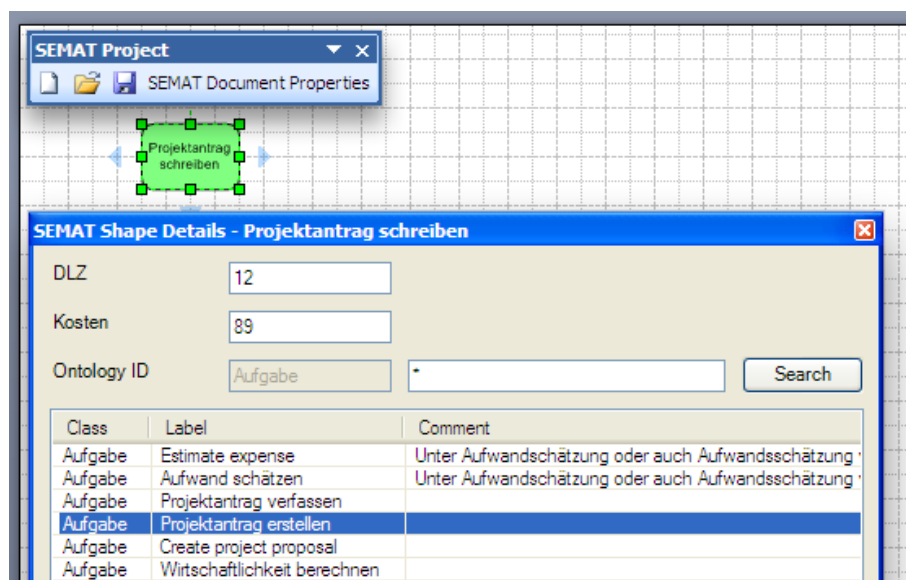 SEMAT Project
SEMAT Document Properties
Projektantrag
schreiben
SEMAT Shape Details - Projektantrag schreiben
DLZ 12
Kosten 89
Ontology ID Aufgabe * Search
Class Label Comment
Aufgabe Estimate expense Unter Aufwandschätzung oder auch Aufwandsschätzung
Aufgabe Aufwand schätzen Unter Aufwandschätzung oder auch Aufwandsschätzung
Aufgabe Projektantrag verfassen
Aufgabe Projektantrag erstellen
Aufgabe Create project proposal
Aufgabe Wirtschaftlichkeit berechnen